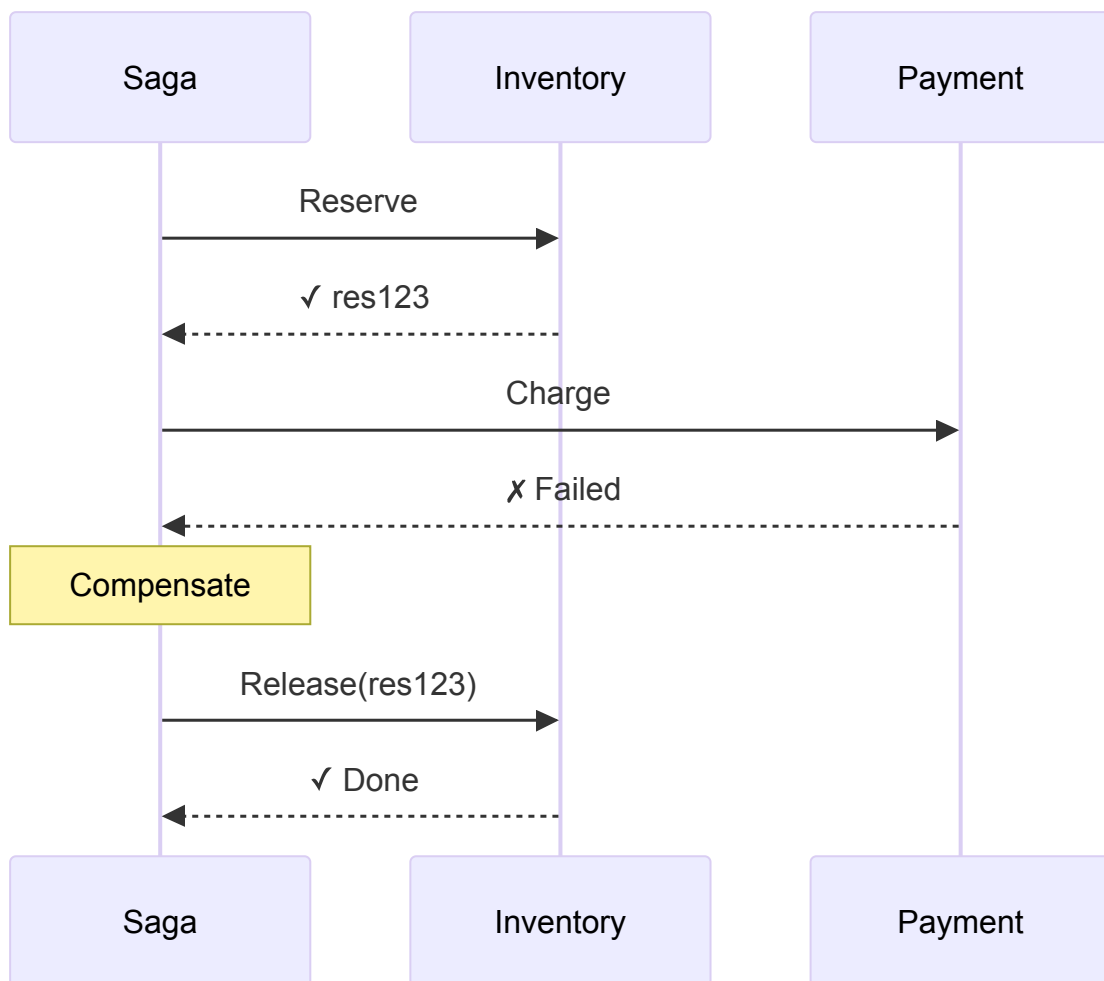 Saga
Inventory
Payment
Reserve
✓ res123
Charge
✗ Failed
Compensate
Release(res123)
✓ Done
Saga
Inventory
Payment